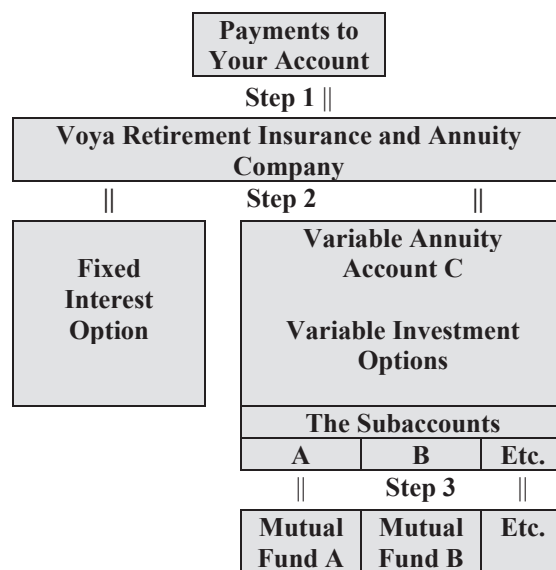 Payments to
Your Account
Step 1 ||
Voya Retirement Insurance and Annuity
Company
|| Step 2 ||
Fixed
Interest
Option
Variable Annuity
Account C
Variable Investment
Options
The Subaccounts
A B Etc.
|| Step 3 ||
Mutual
Fund A
Mutual
Fund B
Etc.